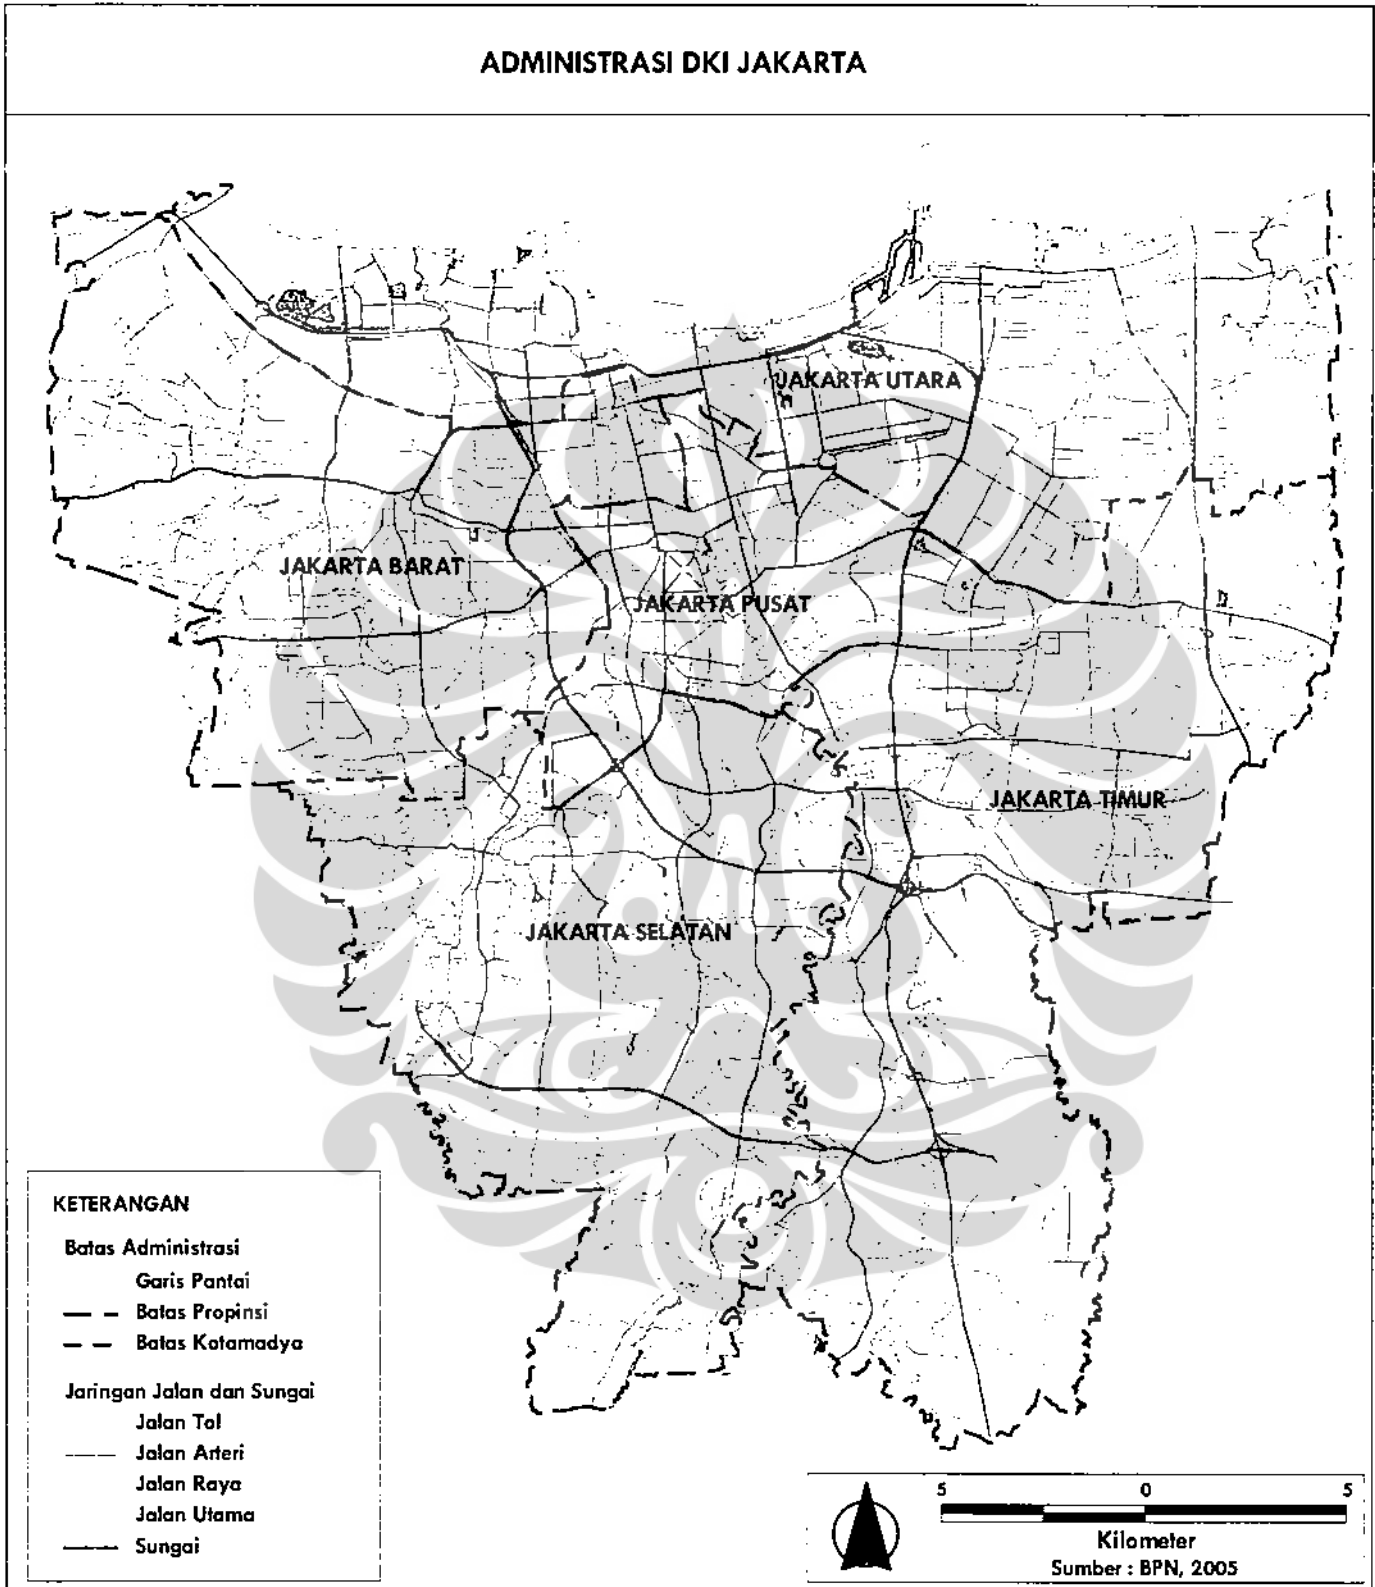 ADMINISTRASI DKI JAKARTA
JAKARTA UTARA
JAKARTA BARAT
JAKARTA PUSAT
JAKARTA TIMUR
JAKARTA SELATAN
KETERANGAN
Batas Administrasi
Garis Pantai
Batas Propinsi
Batas Kotamadya
Jaringan Jalan dan Sungai
Jalan Tol
Jalan Arteri
Jalan Raya
Jalan Utama
Sungai
5 0 5
Kilometer
Sumber : BPN, 2005